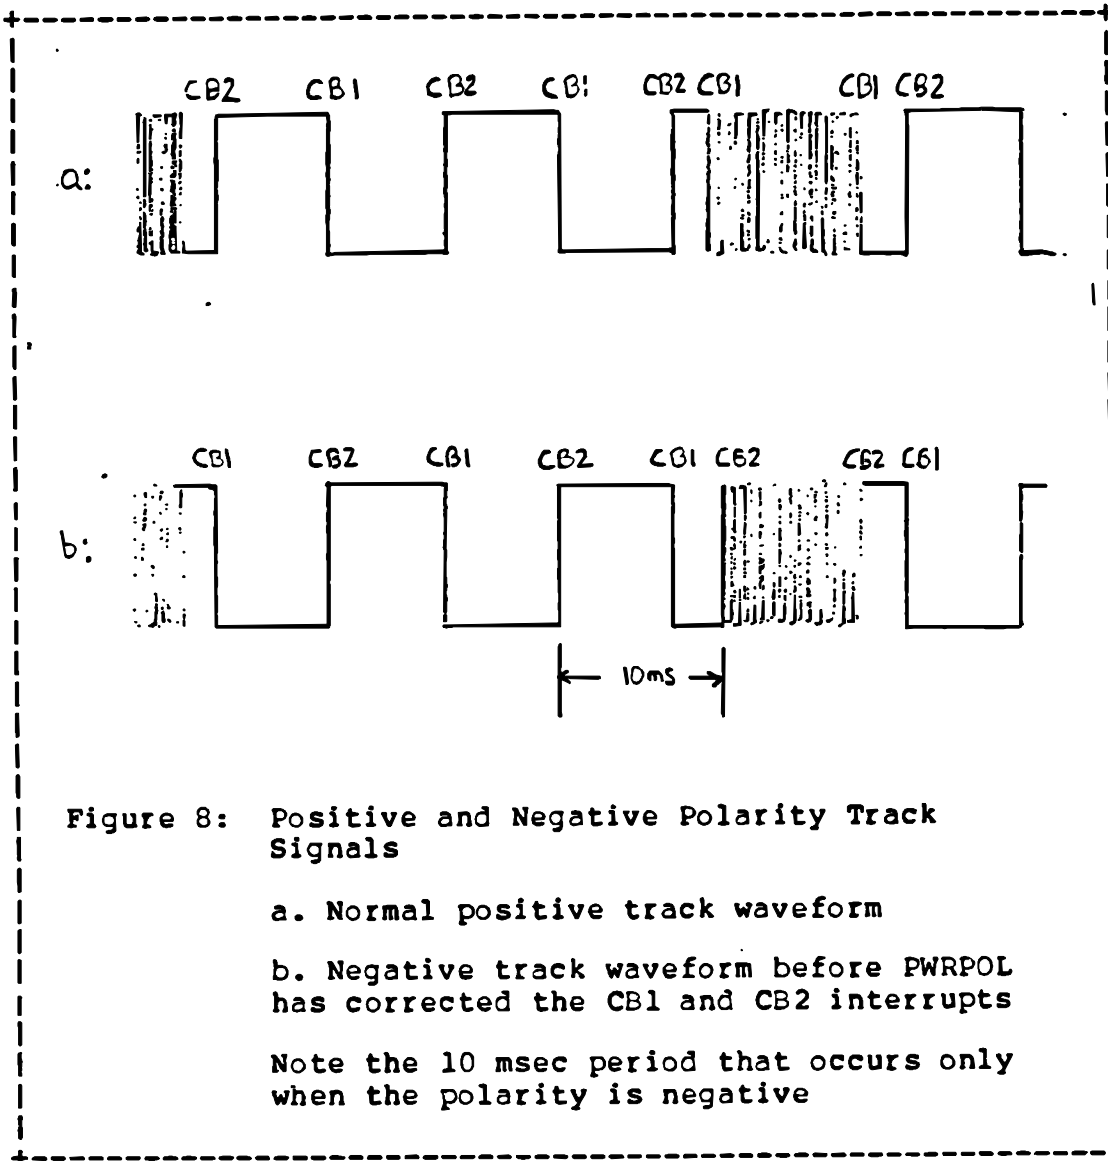 CB2 CB1 CB2 CB1 CB2 CB1 CB1 CB2
a:
CB1 CB2 CB1 CB2 CB1 CB2 CB2 CB1
b:
10ms
Figure 8: Positive and Negative Polarity Track
Signals
a. Normal positive track waveform
b. Negative track waveform before PWRPOL
has corrected the CB1 and CB2 interrupts
Note the 10 msec period that occurs only
when the polarity is negative